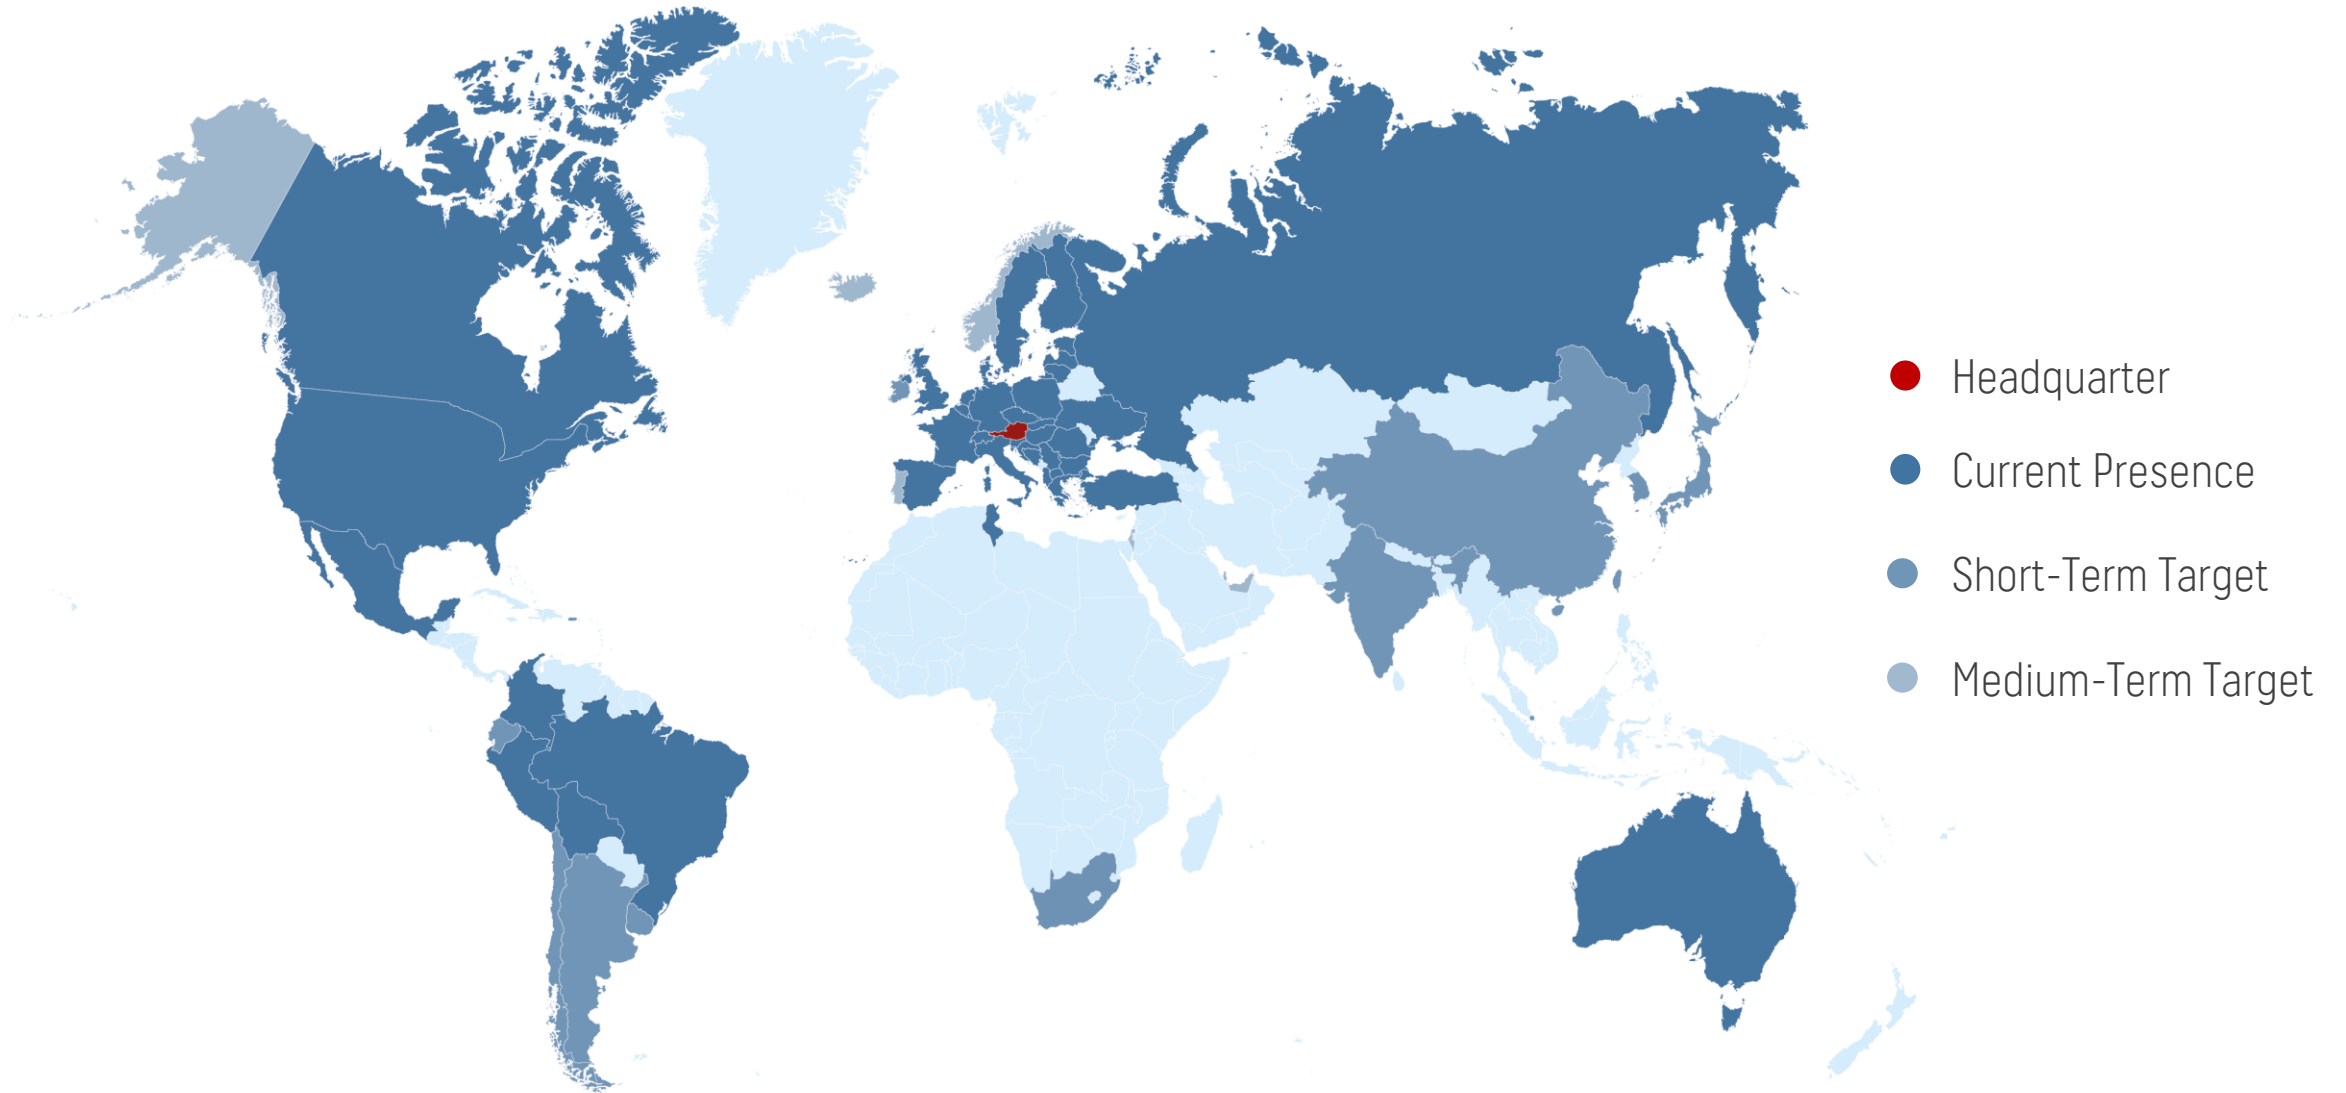 Headquarter
Current Presence
Short-Term Target
Medium-Term Target